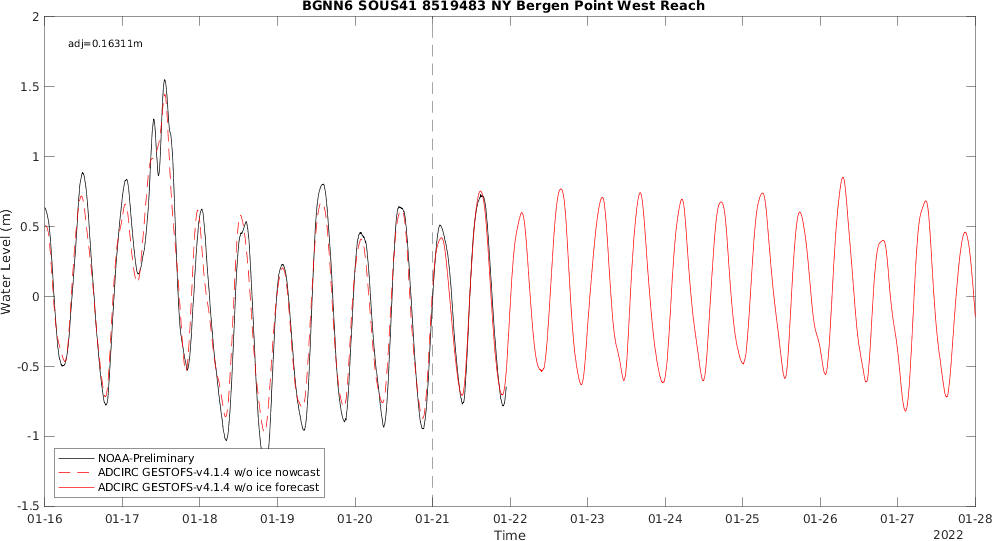 BGNN6 SOUS41 8519483 NY Bergen Point West Reach
adj=0.16311m
2
1.5
1
0.5
0
-0.5
-1
-1.5
Water Level (m)
NOAA-Preliminary
ADCIRC GESTOFS-v4.1.4 w/o ice nowcast
ADCIRC GESTOFS-v4.1.4 w/o ice forecast
01-16 01-17 01-18 01-19 01-20 01-21 01-22 01-23 01-24 01-25 01-26 01-27 01-28
Time
2022